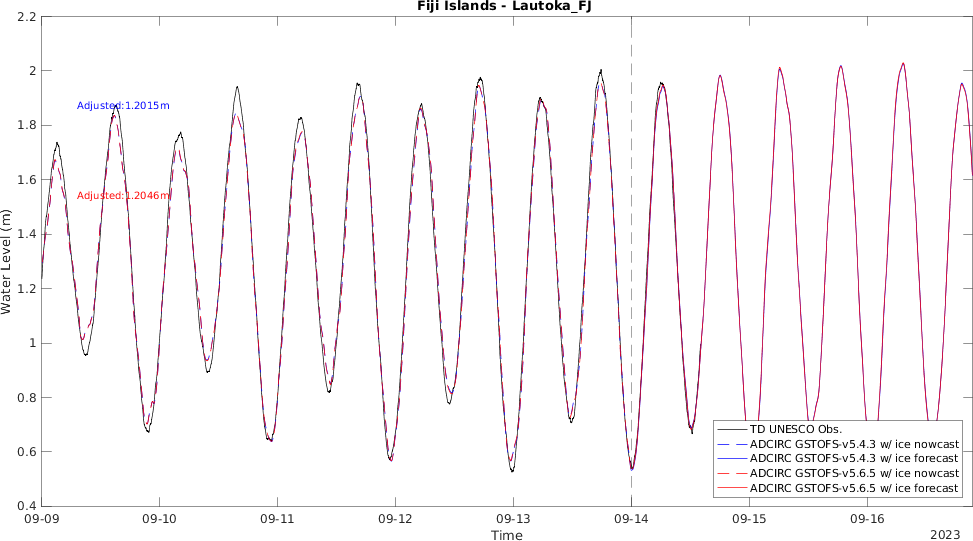 Fiji Islands - Lautoka_FJ
2.2
2
1.8
1.6
1.4
1.2
1
0.8
0.6
0.4
Water Level (m)
Adjusted:1.2015m
Adjusted:1.2046m
TD UNESCO Obs.
ADCIRC GSTOFS-v5.4.3 w/ ice nowcast
ADCIRC GSTOFS-v5.4.3 w/ ice forecast
ADCIRC GSTOFS-v5.6.5 w/ ice nowcast
ADCIRC GSTOFS-v5.6.5 w/ ice forecast
09-09 09-10 09-11 09-12 09-13 09-14 09-15 09-16
Time
2023